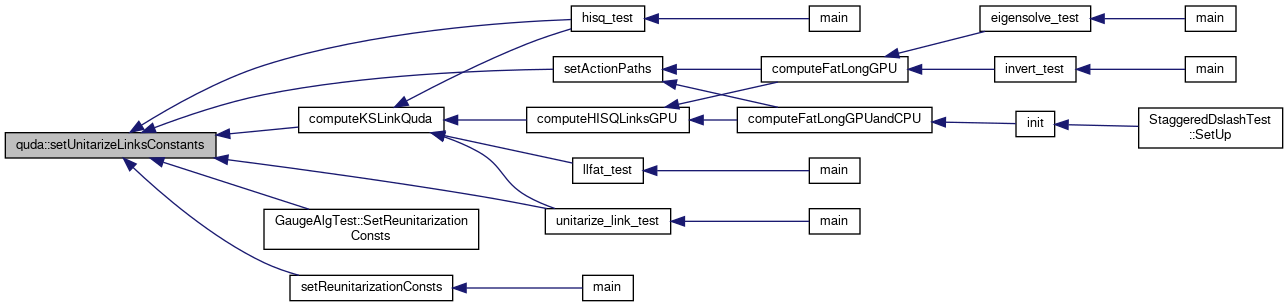 hisq_test
main
eigensolve_test
main
setActionPaths
computeFatLongGPU
invert_test
main
computeKSLinkQuda
computeHISQLinksGPU
computeFatLongGPUandCPU
init
StaggeredDslashTest
::SetUp
quda::setUnitarizeLinksConstants
llfat_test
main
GaugeAlgTest::SetReunitarization
Consts
unitarize_link_test
main
setReunitarizationConsts
main